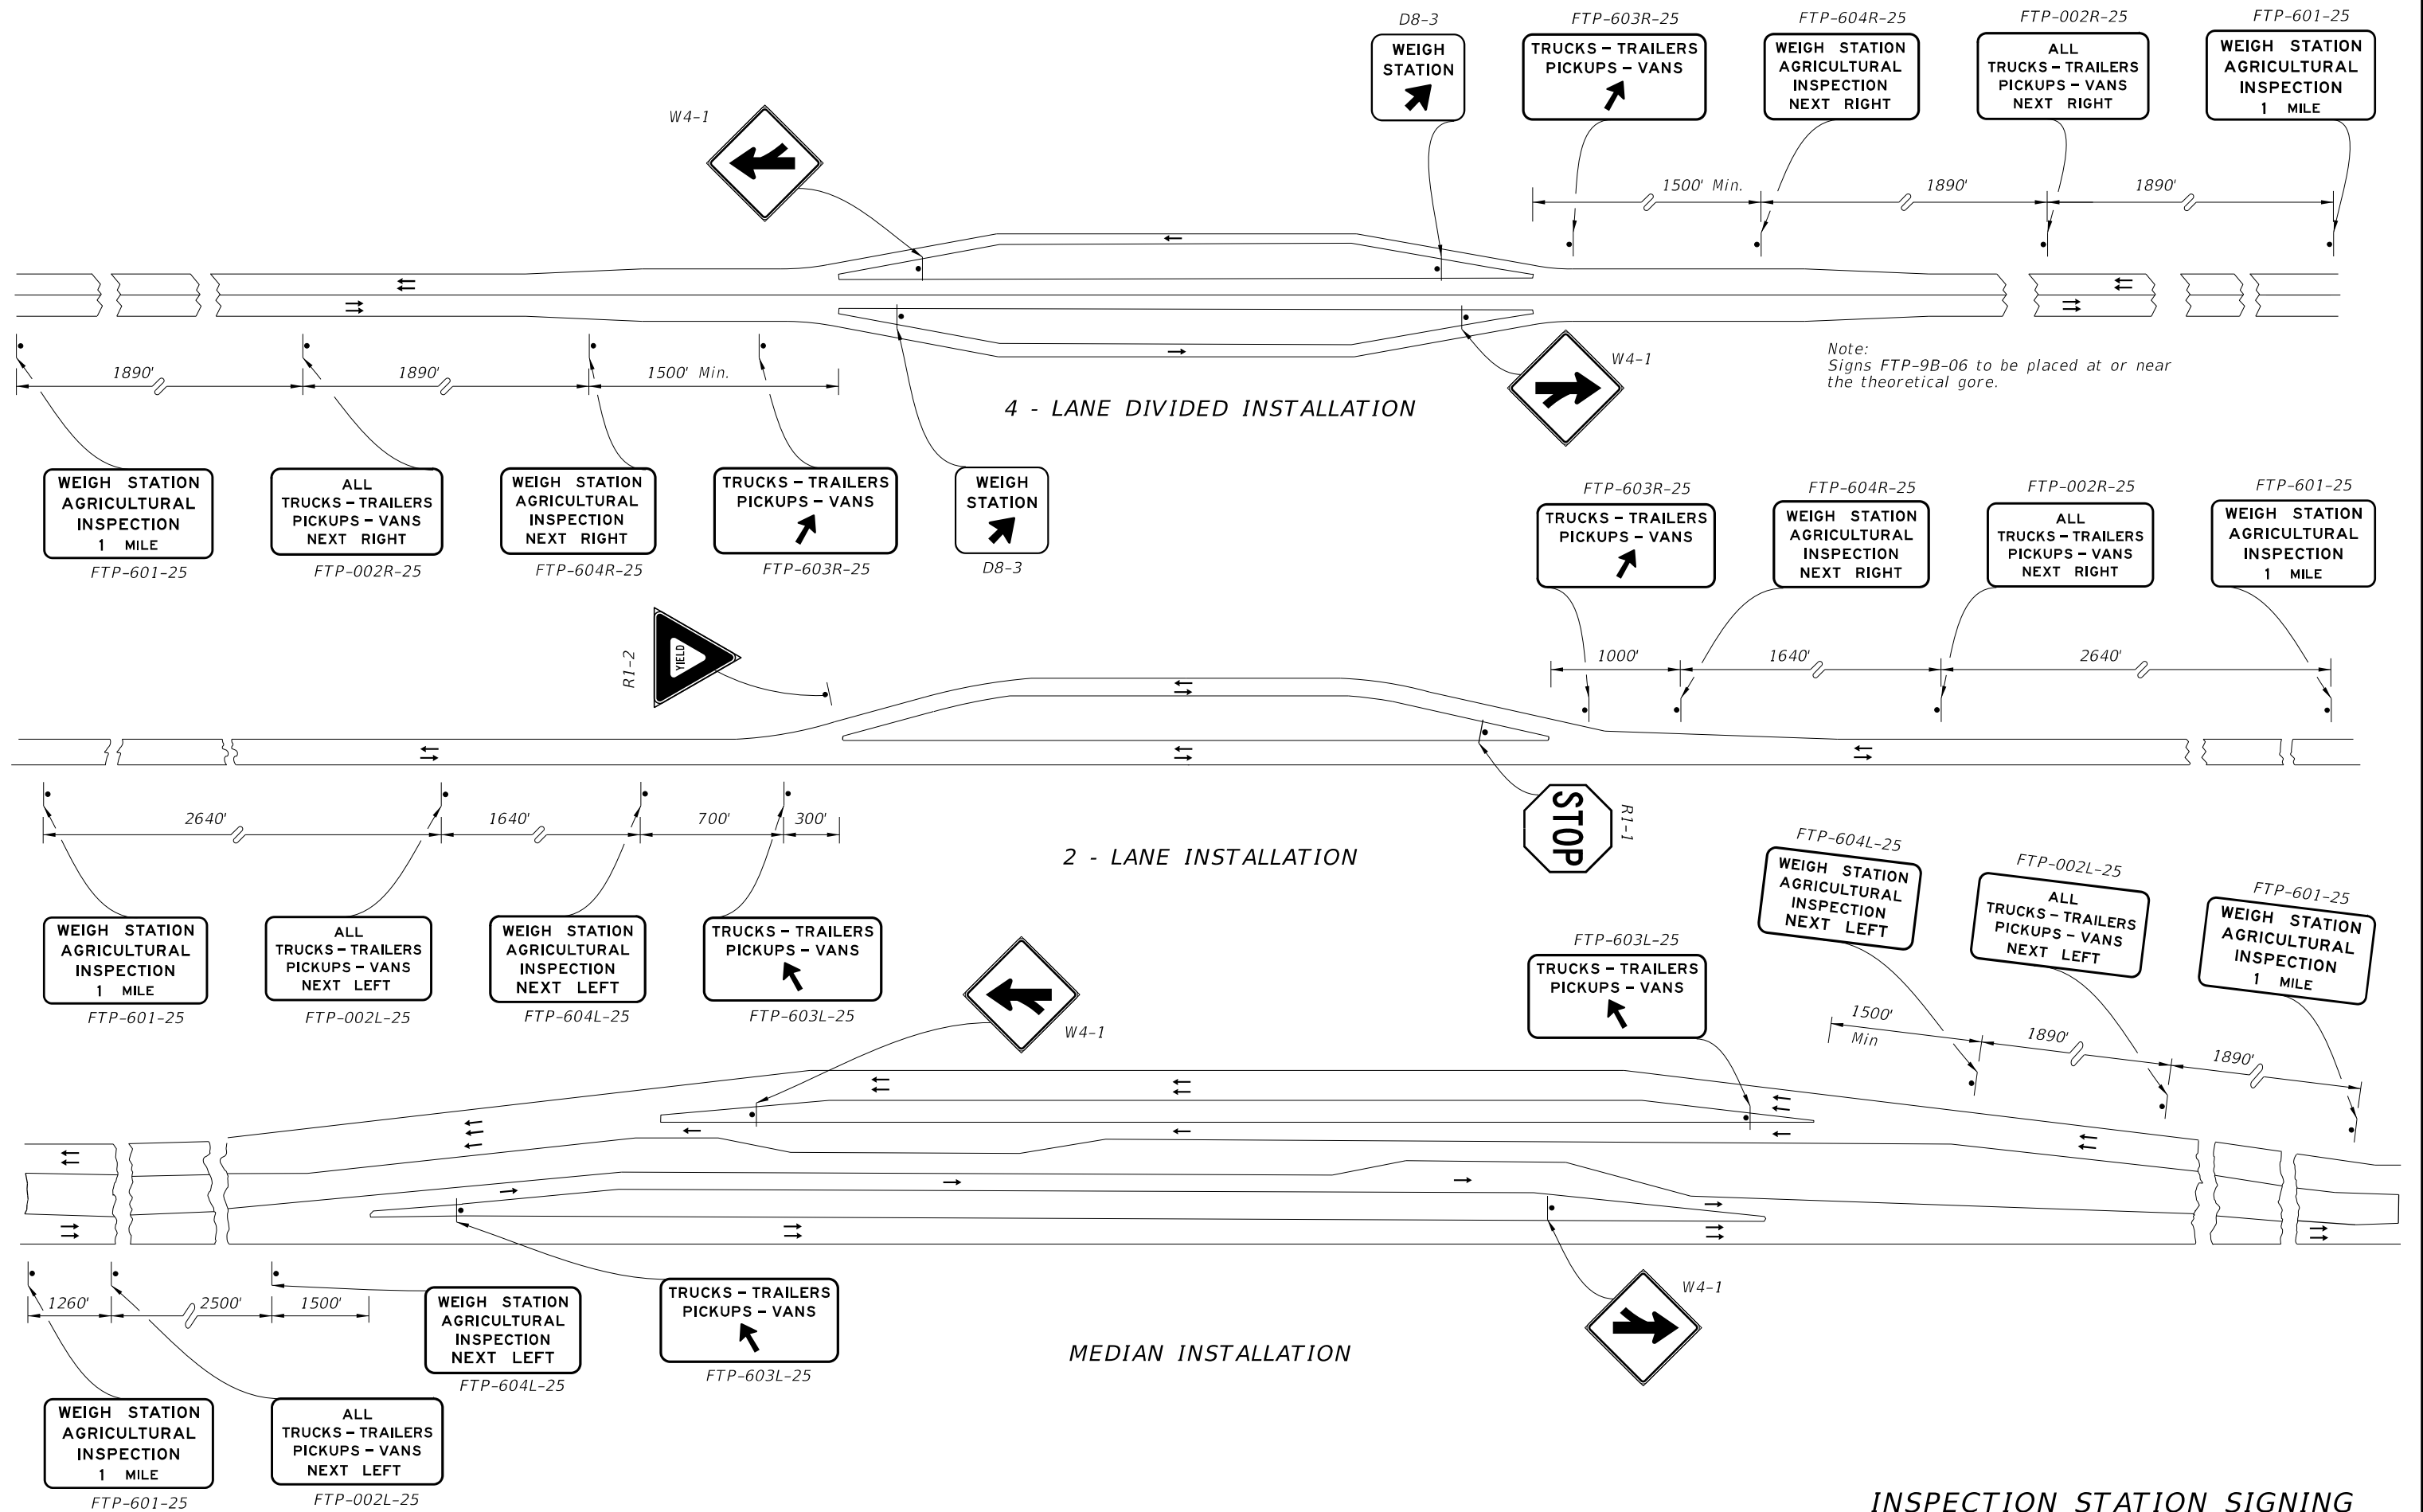 D8-3
WEIGH
STATION
FTP-603R-25
TRUCKS - TRAILERS
PICKUPS - VANS
FTP-604R-25
WEIGH STATION
AGRICULTURAL
INSPECTION
NEXT RIGHT
FTP-002R-25
ALL
TRUCKS - TRAILERS
PICKUPS - VANS
NEXT RIGHT
FTP-601-25
WEIGH STATION
AGRICULTURAL
INSPECTION
1 MILE
W4-1
1500' Min.
1890'
1890'
1890'
1890'
1500' Min.
W4-1
Note:
Signs FTP-9B-06 to be placed at or near
the theoretical gore.
4 - LANE DIVIDED INSTALLATION
WEIGH STATION
AGRICULTURAL
INSPECTION
1 MILE
FTP-601-25
ALL
TRUCKS - TRAILERS
PICKUPS - VANS
NEXT RIGHT
FTP-002R-25
WEIGH STATION
AGRICULTURAL
INSPECTION
NEXT RIGHT
FTP-604R-25
TRUCKS - TRAILERS
PICKUPS - VANS
FTP-603R-25
WEIGH
STATION
D8-3
FTP-603R-25
TRUCKS - TRAILERS
PICKUPS - VANS
FTP-604R-25
WEIGH STATION
AGRICULTURAL
INSPECTION
NEXT RIGHT
FTP-002R-25
ALL
TRUCKS - TRAILERS
PICKUPS - VANS
NEXT RIGHT
FTP-601-25
WEIGH STATION
AGRICULTURAL
INSPECTION
1 MILE
R1-2
YIELD
1000'
1640'
2640'
2640'
1640'
700'
300'
STOP
R1-1
2 - LANE INSTALLATION
WEIGH STATION
AGRICULTURAL
INSPECTION
1 MILE
FTP-601-25
ALL
TRUCKS - TRAILERS
PICKUPS - VANS
NEXT LEFT
FTP-002L-25
WEIGH STATION
AGRICULTURAL
INSPECTION
NEXT LEFT
FTP-604L-25
TRUCKS - TRAILERS
PICKUPS - VANS
FTP-603L-25
W4-1
FTP-603L-25
TRUCKS - TRAILERS
PICKUPS - VANS
FTP-604L-25
WEIGH STATION
AGRICULTURAL
INSPECTION
NEXT LEFT
FTP-002L-25
ALL
TRUCKS - TRAILERS
PICKUPS - VANS
NEXT LEFT
FTP-601-25
WEIGH STATION
AGRICULTURAL
INSPECTION
1 MILE
1500'
Min
1890'
1890'
1260'
2500'
1500'
WEIGH STATION
AGRICULTURAL
INSPECTION
NEXT LEFT
FTP-604L-25
TRUCKS - TRAILERS
PICKUPS - VANS
FTP-603L-25
W4-1
MEDIAN INSTALLATION
WEIGH STATION
AGRICULTURAL
INSPECTION
1 MILE
FTP-601-25
ALL
TRUCKS - TRAILERS
PICKUPS - VANS
NEXT LEFT
FTP-002L-25
INSPECTION STATION SIGNING